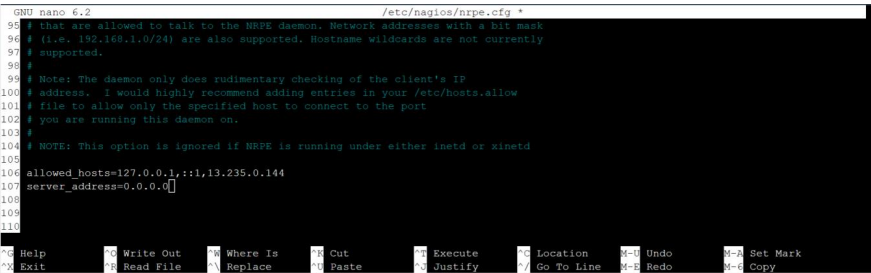 GNU nano 6.2 /etc/nagios/nrpe.cfg *
95 # that are allowed to talk to the NRPE daemon. Network addresses with a bit mask
96 # (i.e. 192.168.1.0/24) are also supported. Hostname wildcards are not currently
97 # supported.
98 #
99 # Note: The daemon only does rudimentary checking of the client's IP
100 # address.  I would highly recommend adding entries in your /etc/hosts.allow
101 # file to allow only the specified host to connect to the port
102 # you are running this daemon on.
103 #
104 # NOTE: This option is ignored if NRPE is running under either inetd or xinetd
105
106 allowed_hosts=127.0.0.1,::1,13.235.0.144
107 server_address=0.0.0.0
108
109
110
^G Help ^O Write Out ^W Where Is ^K Cut ^T Execute ^C Location M-U Undo M-A Set Mark
^X Exit ^R Read File ^\ Replace ^U Paste ^J Justify ^/ Go To Line M-E Redo M-6 Copy